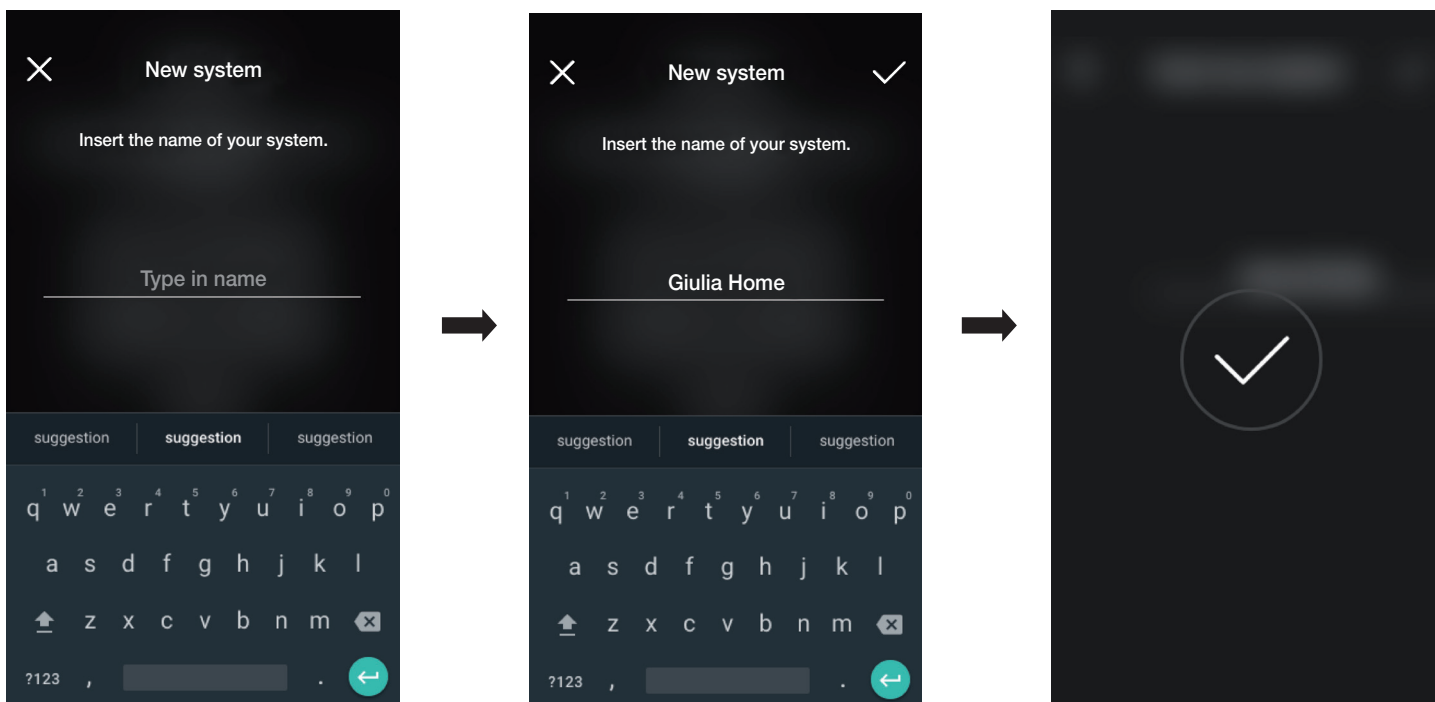 New system
Insert the name of your system.
Type in name
suggestion suggestion suggestion
1 2 3 4 5 6 7 8 9 0
q w e r t y u i o p
a s d f g h j k l
z x c v b n m
?123 , .
New system
Insert the name of your system.
Giulia Home
suggestion suggestion suggestion
1 2 3 4 5 6 7 8 9 0
q w e r t y u i o p
a s d f g h j k l
z x c v b n m
?123 , .